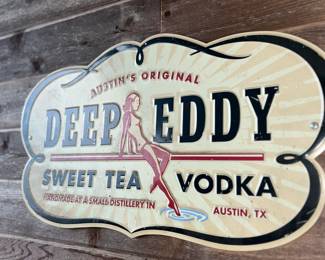 AUSTIN'S ORIGINAL
DEEP EDDY
SWEET TEA VODKA
HANDMADE AT A SMALL DISTILLERY IN AUSTIN, TX